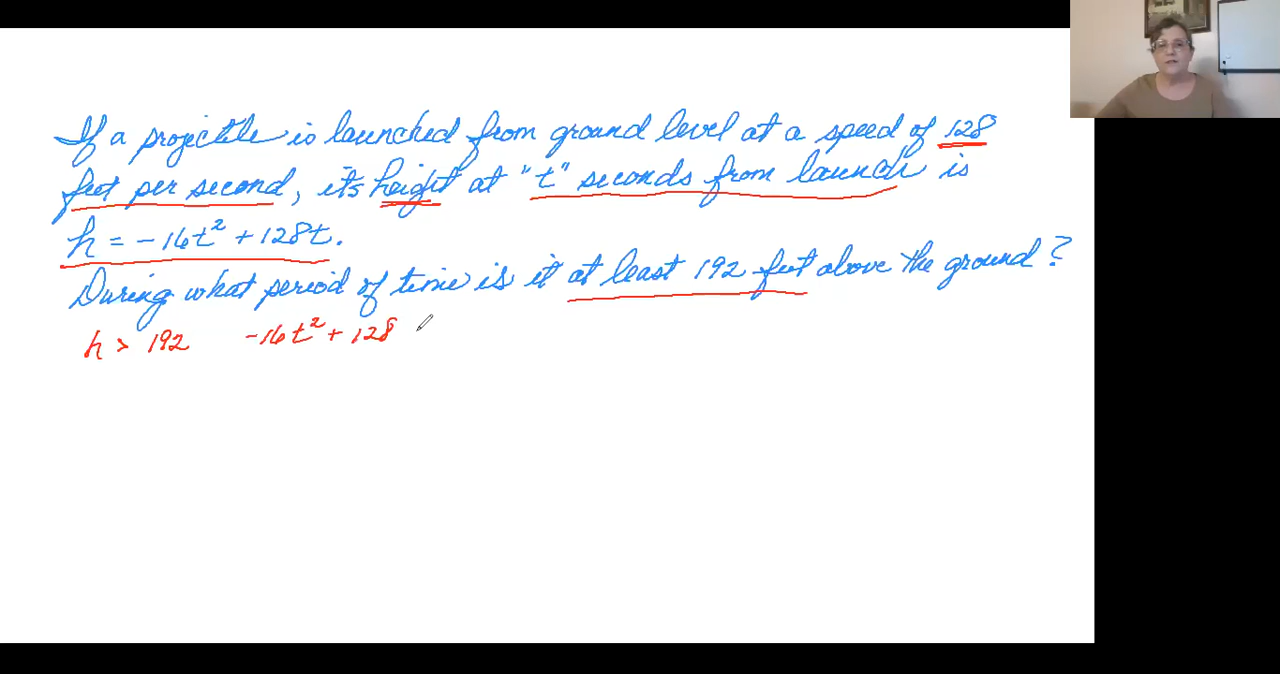 If a projectile is launched from ground level at a speed of 128
feet per second, its height at "t" seconds from launch is
h = -16t² + 128t.
During what period of time is it at least 192 feet above the ground?
h > 192 -16t² + 128